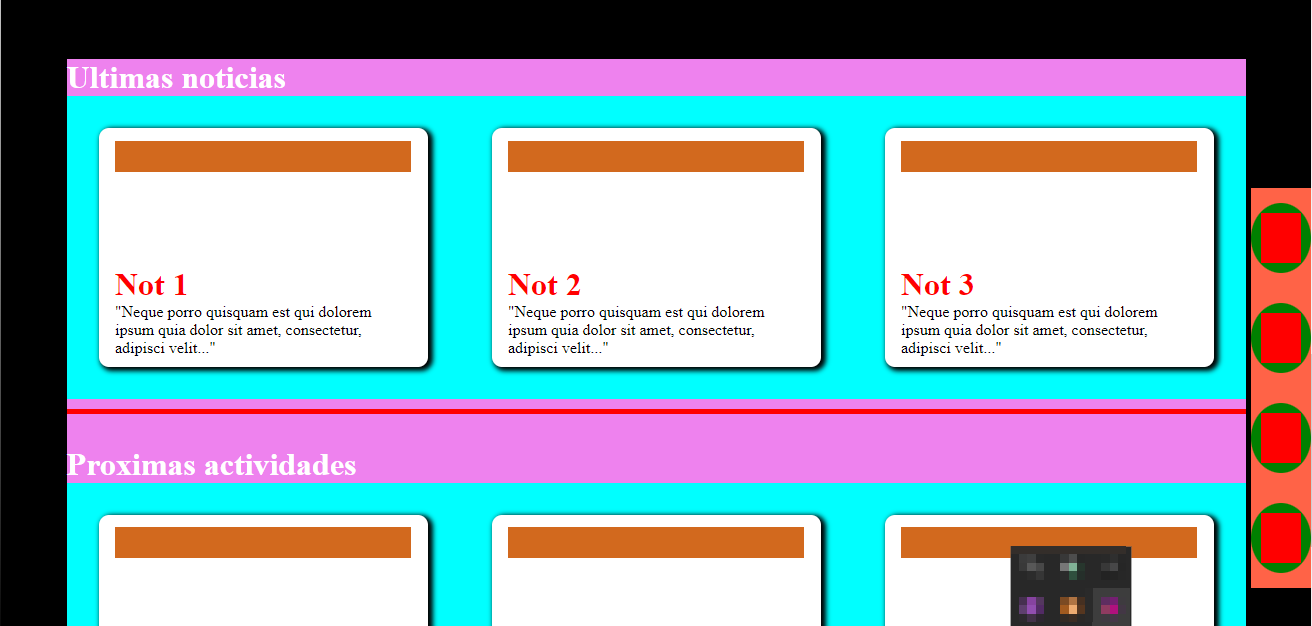 Ultimas noticias
Not 1
"Neque porro quisquam est qui dolorem
ipsum quia dolor sit amet, consectetur,
adipisci velit..."
Not 2
"Neque porro quisquam est qui dolorem
ipsum quia dolor sit amet, consectetur,
adipisci velit..."
Not 3
"Neque porro quisquam est qui dolorem
ipsum quia dolor sit amet, consectetur,
adipisci velit..."
Proximas actividades